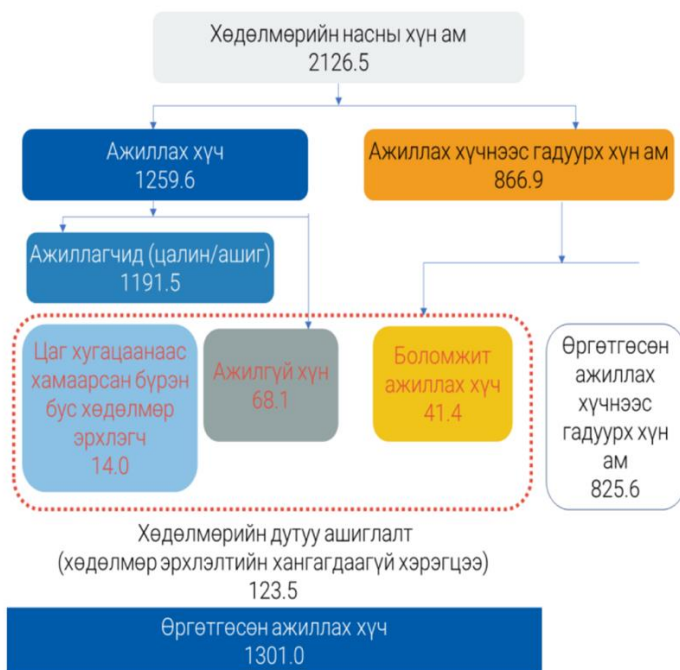 Хөдөлмөрийн насны хүн ам
2126.5
Ажиллах хүч
1259.6
Ажиллах хүчнээс гадуурх хүн ам
866.9
Ажиллагчид (цалин/ашиг)
1191.5
Цаг хугацаанаас
хамаарсан бүрэн
бус хөдөлмөр
эрхлэгч
14.0
Ажилгүй хүн
68.1
Боломжит
ажиллах хүч
41.4
Өргөтгөсөн
ажиллах
хүчнээс
гадуурх хүн
ам
825.6
Хөдөлмөрийн дутуу ашиглалт
(хөдөлмөр эрхлэлтийн хангагдаагүй хэрэгцээ)
123.5
Өргөтгөсөн ажиллах хүч
1301.0